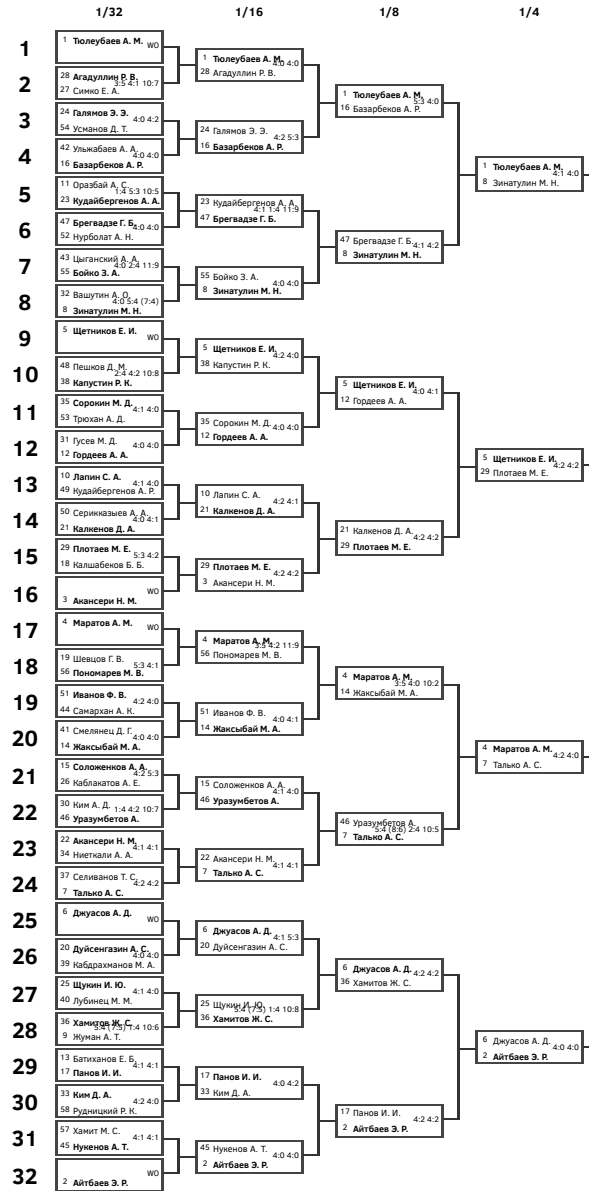 1/32 1/16 1/8 1/4
1
1 Тюлеубаев А. М.
WO
2
28 Агадуллин Р. В.
3:5 4:1 10:7
27 Симко Е. А.
3
24 Галямов Э. Э.
4:0 4:2
54 Усманов Д. Т.
4
42 Ульжабаев А. А.
4:0 4:0
16 Базарбеков А. Р.
5
11 Оразбай А. С.
1:4 5:3 10:5
23 Кудайбергенов А. А.
6
47 Брегвадзе Г. Б.
4:0 4:0
52 Нурболат А. Н.
7
43 Цыганский А. А.
4:0 2:4 11:9
55 Бойко З. А.
8
32 Вашутин А. О.
4:0 5:4 (7:4)
8 Зинатулин М. Н.
9
5 Щетников Е. И.
WO
10
48 Пешков Д. М.
2:4 4:2 10:8
38 Капустин Р. К.
11
35 Сорокин М. Д.
4:1 4:0
53 Трюхан А. Д.
12
31 Гусев М. Д.
4:0 4:0
12 Гордеев А. А.
13
10 Лапин С. А.
4:1 4:0
49 Кудайбергенов А. Р.
14
50 Серикказыев А. А.
4:0 4:1
21 Калкенов Д. А.
15
29 Плотаев М. Е.
5:3 4:2
18 Калшабеков Б. Б.
16
WO
3 Акансери Н. М.
17
4 Маратов А. М.
WO
18
19 Шевцов Г. В.
5:3 4:1
56 Пономарев М. В.
19
51 Иванов Ф. В.
4:2 4:0
44 Самархан А. К.
20
41 Смелянец Д. Г.
4:0 4:0
14 Жаксыбай М. А.
21
15 Соложенков А. А.
4:2 5:3
26 Каблакатов А. Е.
22
30 Ким А. Д.
1:4 4:2 10:7
46 Уразумбетов А.
23
22 Акансери Н. М.
4:1 4:1
34 Ниеткали А. А.
24
37 Селиванов Т. С.
4:2 4:2
7 Талько А. С.
25
6 Джуасов А. Д.
WO
26
20 Дуйсенгазин А. С.
4:0 4:0
39 Кабдрахманов М. А.
27
25 Щукин И. Ю.
4:1 4:0
40 Лубинец М. М.
28
36 Хамитов Ж. С.
5:4 (7:5) 1:4 10:6
9 Жуман А. Т.
29
13 Батиханов Е. Б.
4:1 4:1
17 Панов И. И.
30
33 Ким Д. А.
4:2 4:0
58 Рудницкий Р. К.
31
57 Хамит М. С.
4:1 4:1
45 Нукенов А. Т.
32
WO
2 Айтбаев Э. Р.
1 Тюлеубаев А. М.
4:0 4:0
28 Агадуллин Р. В.
24 Галямов Э. Э.
4:2 5:3
16 Базарбеков А. Р.
23 Кудайбергенов А. А.
4:1 1:4 11:9
47 Брегвадзе Г. Б.
55 Бойко З. А.
4:0 4:0
8 Зинатулин М. Н.
5 Щетников Е. И.
4:2 4:0
38 Капустин Р. К.
35 Сорокин М. Д.
4:0 4:0
12 Гордеев А. А.
10 Лапин С. А.
4:2 4:1
21 Калкенов Д. А.
29 Плотаев М. Е.
4:2 4:2
3 Акансери Н. М.
4 Маратов А. М.
3:5 4:2 11:9
56 Пономарев М. В.
51 Иванов Ф. В.
4:0 4:1
14 Жаксыбай М. А.
15 Соложенков А. А.
4:1 4:0
46 Уразумбетов А.
22 Акансери Н. М.
4:1 4:1
7 Талько А. С.
6 Джуасов А. Д.
4:1 5:3
20 Дуйсенгазин А. С.
25 Щукин И. Ю.
5:4 (7:5) 1:4 10:8
36 Хамитов Ж. С.
17 Панов И. И.
4:0 4:2
33 Ким Д. А.
45 Нукенов А. Т.
4:0 4:0
2 Айтбаев Э. Р.
1 Тюлеубаев А. М.
5:3 4:0
16 Базарбеков А. Р.
47 Брегвадзе Г. Б.
4:1 4:2
8 Зинатулин М. Н.
5 Щетников Е. И.
4:0 4:1
12 Гордеев А. А.
21 Калкенов Д. А.
4:2 4:2
29 Плотаев М. Е.
4 Маратов А. М.
3:5 4:0 10:2
14 Жаксыбай М. А.
46 Уразумбетов А.
5:4 (8:6) 2:4 10:5
7 Талько А. С.
6 Джуасов А. Д.
4:2 4:2
36 Хамитов Ж. С.
17 Панов И. И.
4:2 4:2
2 Айтбаев Э. Р.
1 Тюлеубаев А. М.
4:1 4:0
8 Зинатулин М. Н.
5 Щетников Е. И.
4:2 4:2
29 Плотаев М. Е.
4 Маратов А. М.
4:2 4:0
7 Талько А. С.
6 Джуасов А. Д.
4:0 4:0
2 Айтбаев Э. Р.